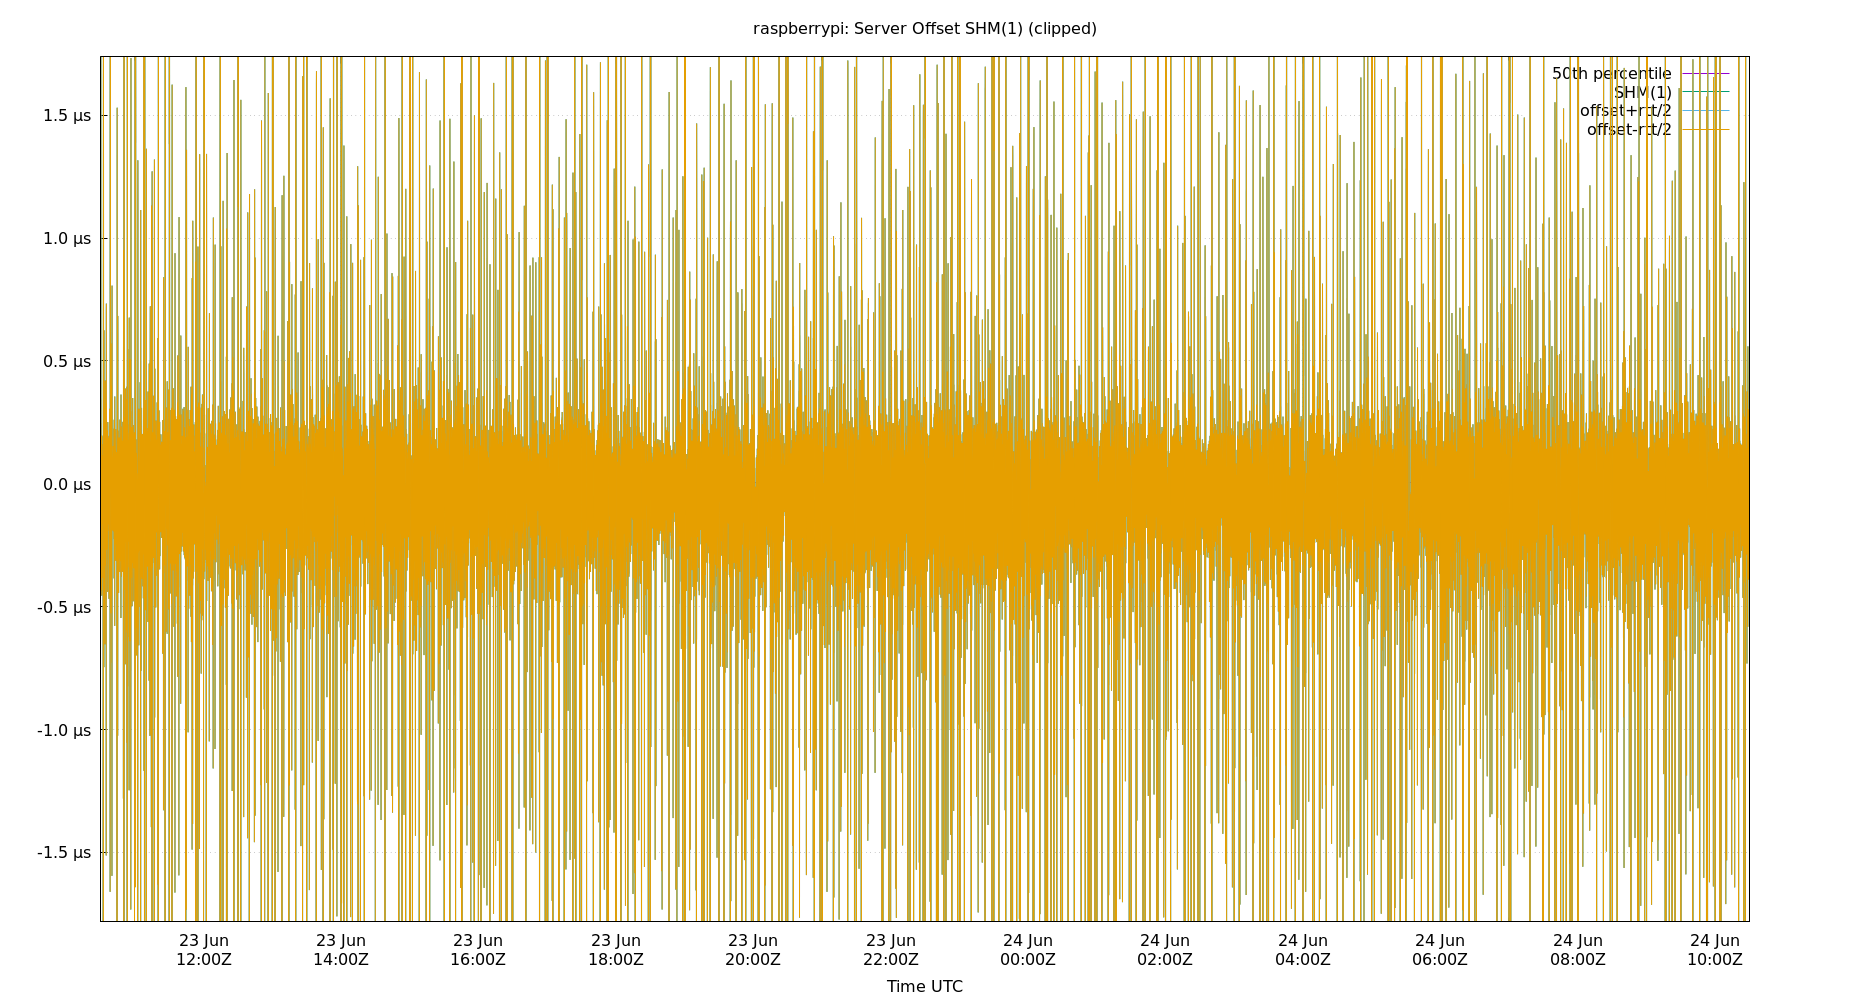 raspberrypi: Server Offset SHM(1) (clipped)
50th percentile
SHM(1)
offset+rtt/2
offset-rtt/2
1.5 µs
1.0 µs
0.5 µs
0.0 µs
-0.5 µs
-1.0 µs
-1.5 µs
23 Jun 23 Jun 23 Jun 23 Jun 23 Jun 23 Jun 24 Jun 24 Jun 24 Jun 24 Jun 24 Jun 24 Jun
12:00Z 14:00Z 16:00Z 18:00Z 20:00Z 22:00Z 00:00Z 02:00Z 04:00Z 06:00Z 08:00Z 10:00Z
Time UTC